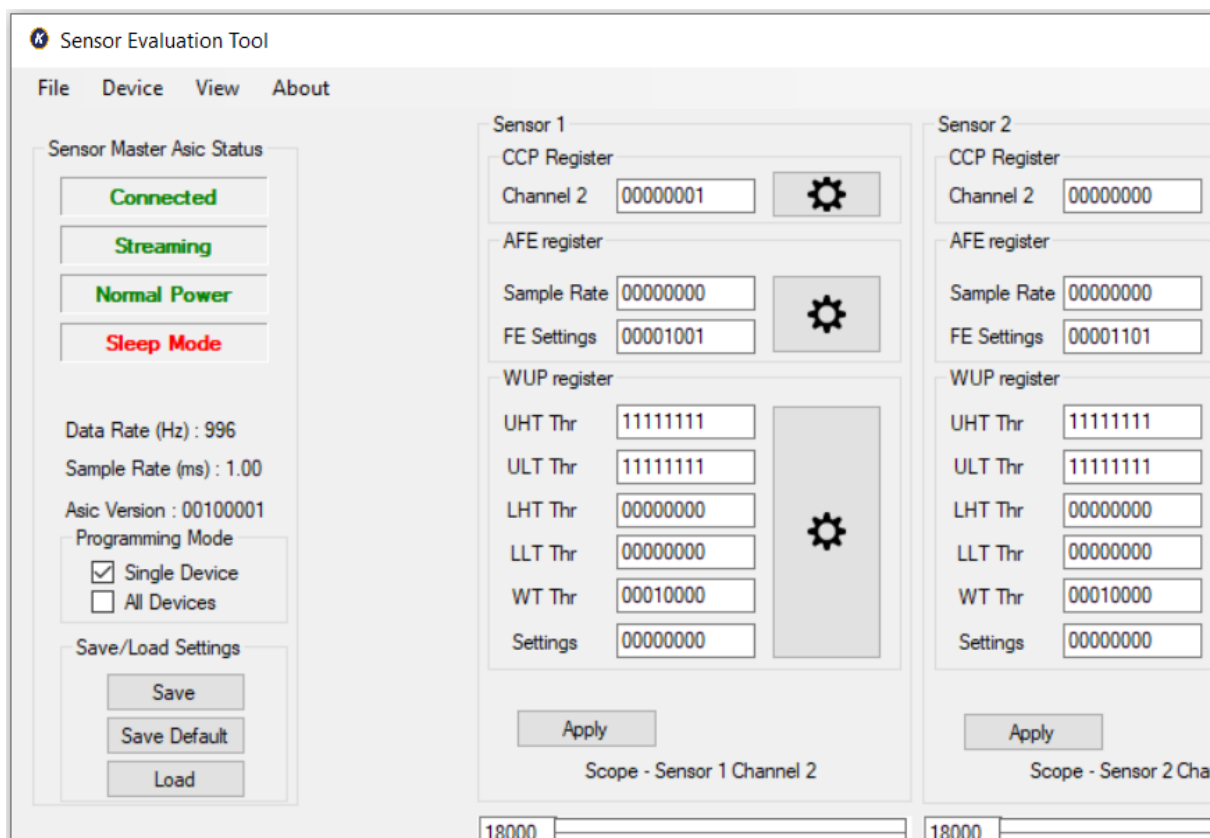 K
Sensor Evaluation Tool
File Device View About
Sensor Master Asic Status
Connected
Streaming
Normal Power
Sleep Mode
Data Rate (Hz) : 996
Sample Rate (ms) : 1.00
Asic Version : 00100001
Programming Mode
Single Device
All Devices
Save/Load Settings
Save
Save Default
Load
Sensor 1
CCP Register
Channel 2 00000001
AFE register
Sample Rate 00000000
FE Settings 00001001
WUP register
UHT Thr 11111111
ULT Thr 11111111
LHT Thr 00000000
LLT Thr 00000000
WT Thr 00010000
Settings 00000000
Apply
Scope - Sensor 1 Channel 2
18000
Sensor 2
CCP Register
Channel 2 00000000
AFE register
Sample Rate 00000000
FE Settings 00001101
WUP register
UHT Thr 11111111
ULT Thr 11111111
LHT Thr 00000000
LLT Thr 00000000
WT Thr 00010000
Settings 00000000
Apply
Scope - Sensor 2 Cha
18000